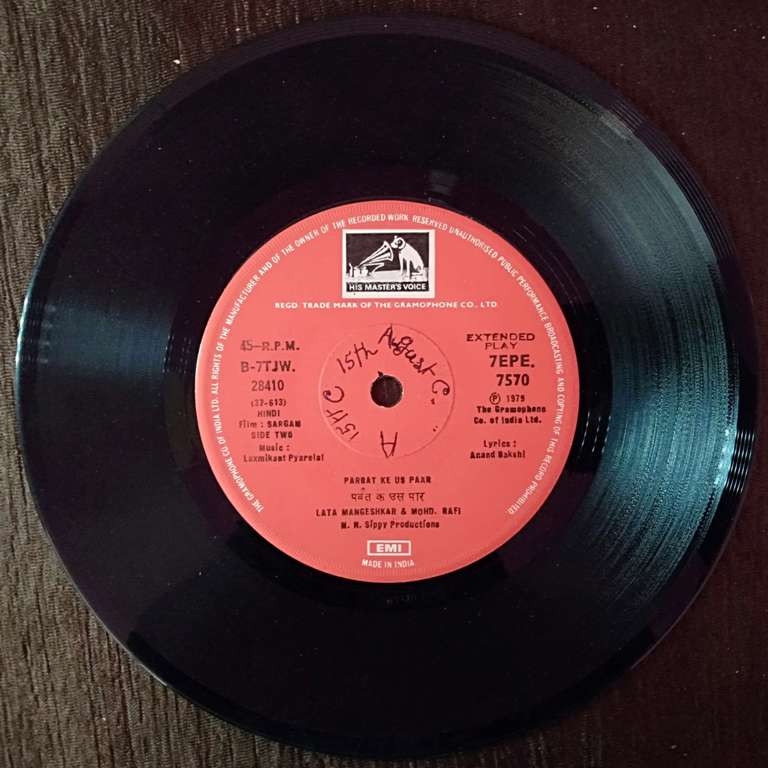 THE GRAMOPHONE CO. OF INDIA LTD. ALL RIGHTS OF THE MANUFACTURER AND OF THE OWNER OF THE RECORDED WORK RESERVED UNAUTHORISED PUBLIC PERFORMANCE BROADCASTING AND COPYING OF THIS RECORD PROHIBITED.
HIS MASTER'S VOICE
REGD. TRADE MARK OF THE GRAMOPHONE CO., LTD.
45-R.P.M.
B-7TJW.
28410
(32-613)
HINDI
Film : SARGAM
SIDE TWO
Music :
Laxmikant Pyarelal
EXTENDED
PLAY
7EPE.
7570
Ⓟ 1979
The Gramophone
Co. of India Ltd.
Lyrics :
Anand Bakshi
15th August C
A
PARBAT KE US PAAR
पर्बत क उस पार
LATA MANGESHKAR & MOHD. RAFI
N. N. Sippy Productions
EMI
MADE IN INDIA